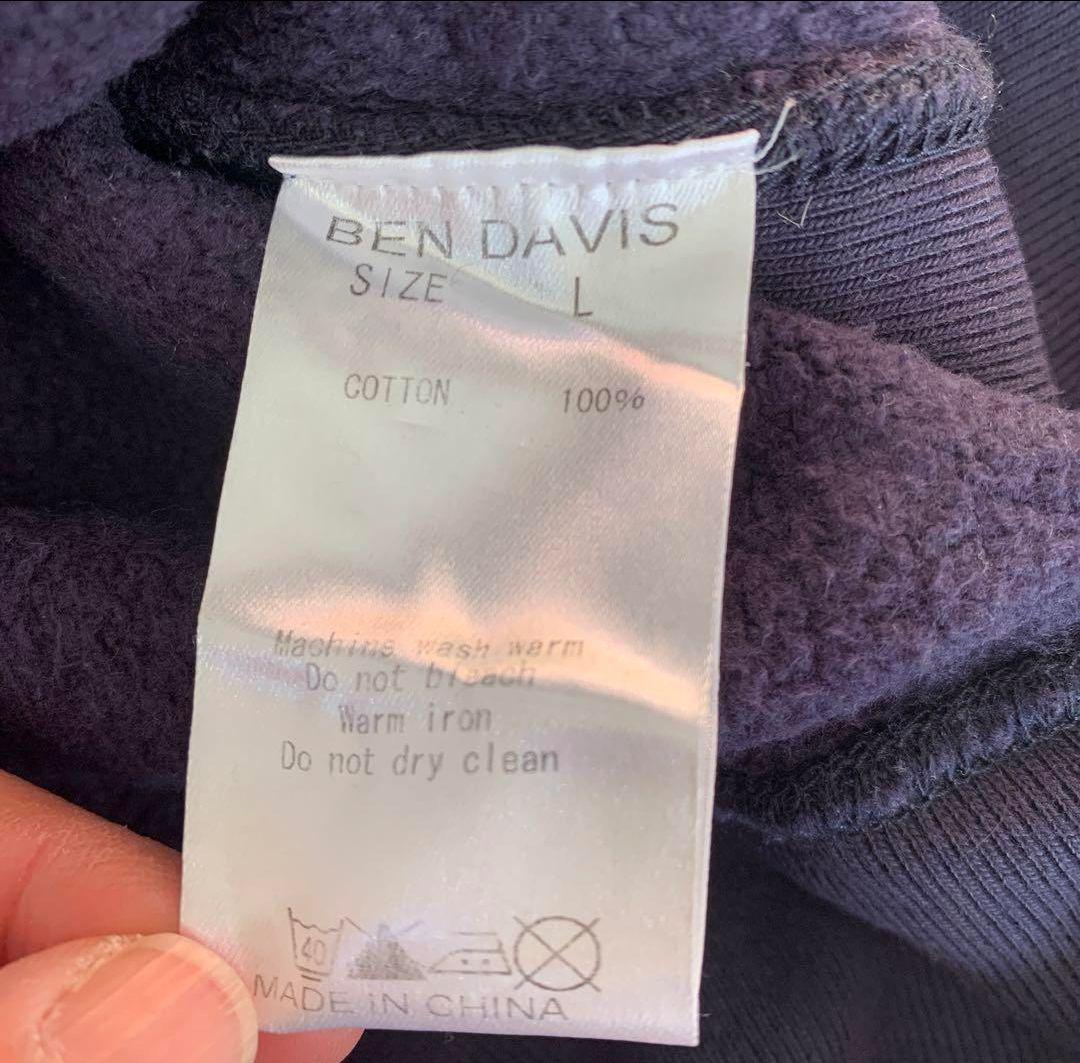 BEN DAVIS
SIZE L
COTTON 100%
Machine wash warm
Do not bleach
Warm iron
Do not dry clean
40
MADE IN CHINA